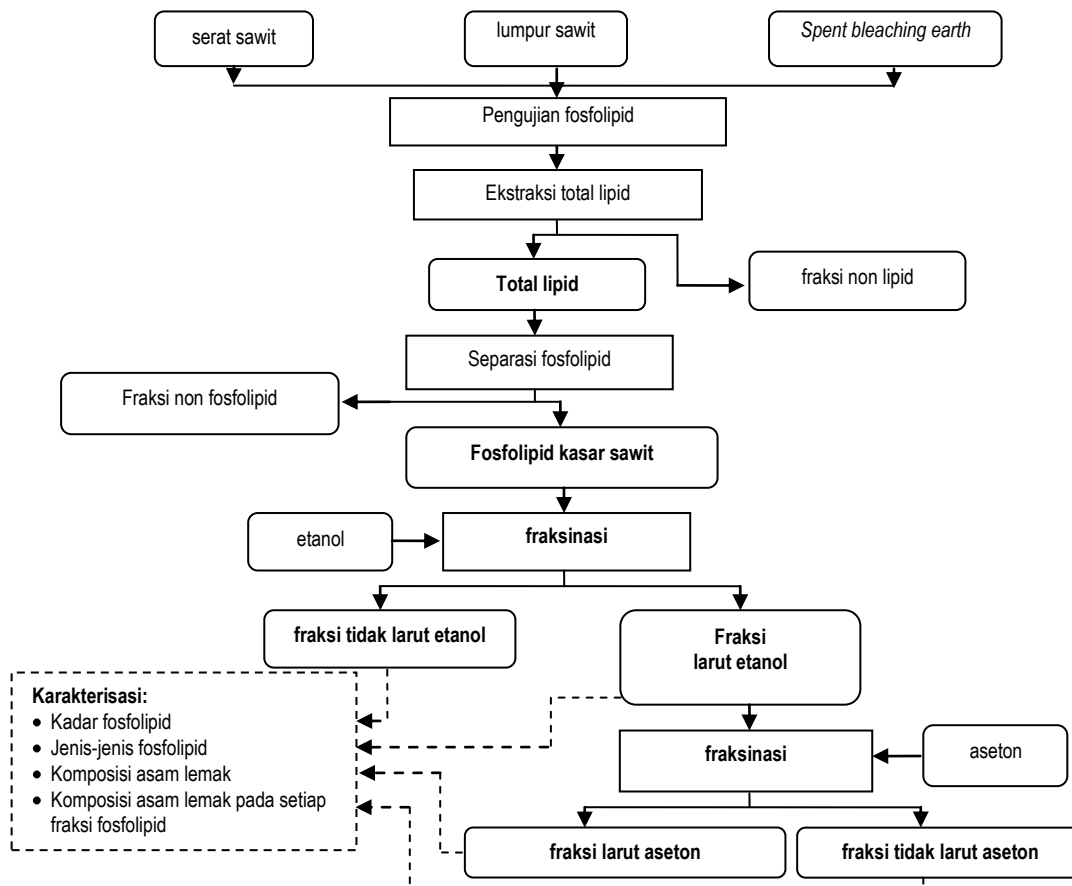 serat sawit
lumpur sawit
Spent bleaching earth
Pengujian fosfolipid
Ekstraksi total lipid
Total lipid
fraksi non lipid
Separasi fosfolipid
Fraksi non fosfolipid
Fosfolipid kasar sawit
etanol
fraksinasi
fraksi tidak larut etanol
Fraksi
larut etanol
Karakterisasi:
• Kadar fosfolipid
• Jenis-jenis fosfolipid
• Komposisi asam lemak
• Komposisi asam lemak pada setiap
fraksi fosfolipid
fraksinasi
aseton
fraksi larut aseton
fraksi tidak larut aseton